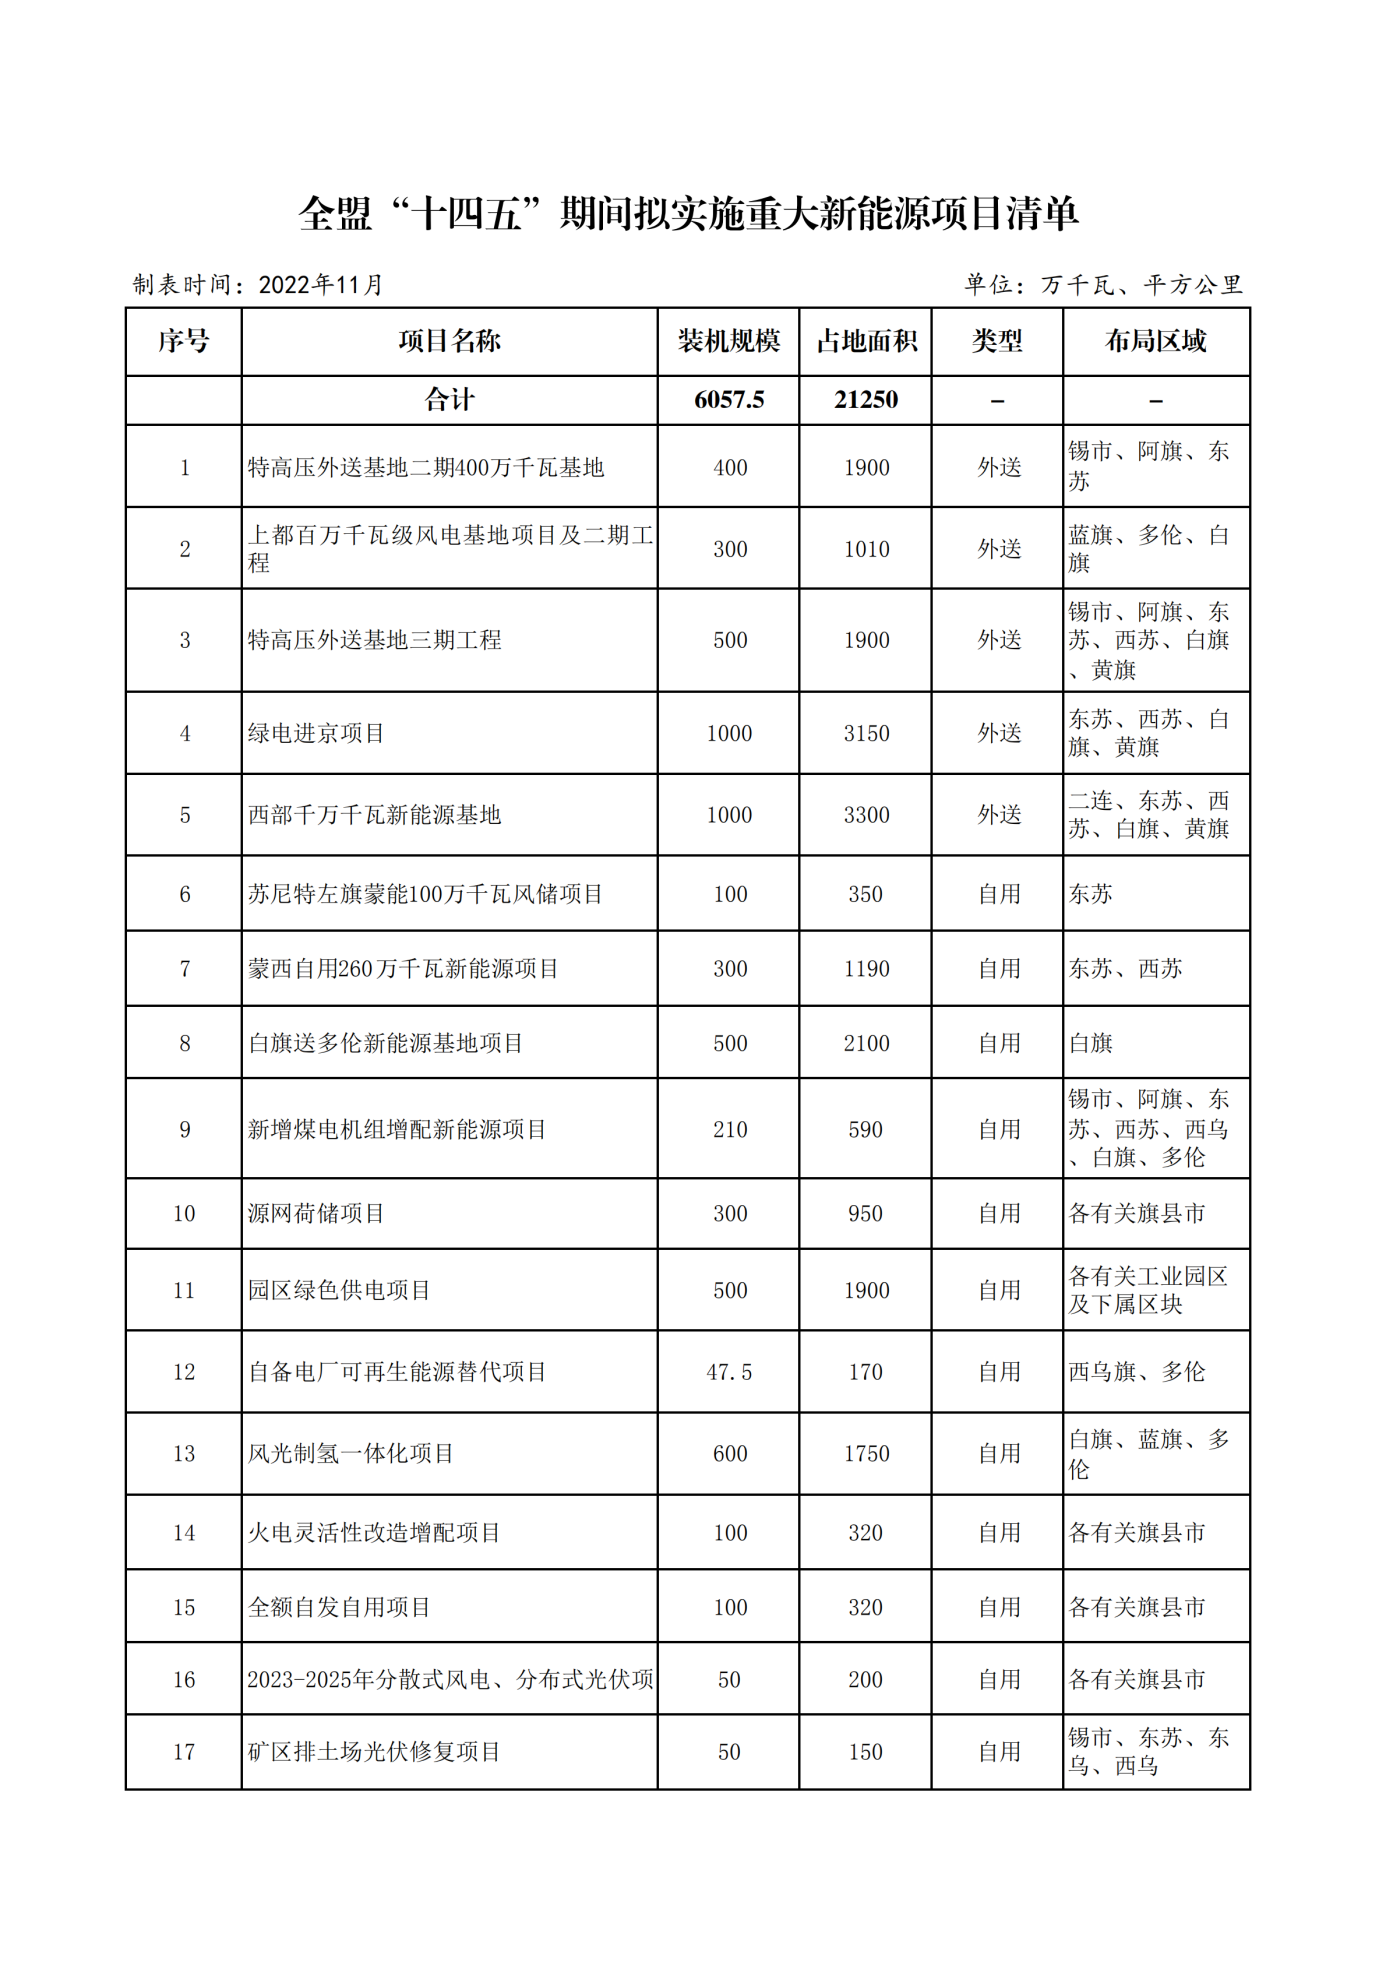 全盟“十四五”期间拟实施重大新能源项目清单
制表时间：2022年11月 单位：万千瓦、平方公里
序号 项目名称 装机规模 占地面积 类型 布局区域
合计 6057.5 21250 – –
1 特高压外送基地二期400万千瓦基地 400 1900 外送 锡市、阿旗、东
苏
2 上都百万千瓦级风电基地项目及二期工
程 300 1010 外送 蓝旗、多伦、白
旗
3 特高压外送基地三期工程 500 1900 外送 锡市、阿旗、东
苏、西苏、白旗
、黄旗
4 绿电进京项目 1000 3150 外送 东苏、西苏、白
旗、黄旗
5 西部千万千瓦新能源基地 1000 3300 外送 二连、东苏、西
苏、白旗、黄旗
6 苏尼特左旗蒙能100万千瓦风储项目 100 350 自用 东苏
7 蒙西自用260万千瓦新能源项目 300 1190 自用 东苏、西苏
8 白旗送多伦新能源基地项目 500 2100 自用 白旗
9 新增煤电机组增配新能源项目 210 590 自用 锡市、阿旗、东
苏、西苏、西乌
、白旗、多伦
10 源网荷储项目 300 950 自用 各有关旗县市
11 园区绿色供电项目 500 1900 自用 各有关工业园区
及下属区块
12 自备电厂可再生能源替代项目 47.5 170 自用 西乌旗、多伦
13 风光制氢一体化项目 600 1750 自用 白旗、蓝旗、多
伦
14 火电灵活性改造增配项目 100 320 自用 各有关旗县市
15 全额自发自用项目 100 320 自用 各有关旗县市
16 2023-2025年分散式风电、分布式光伏项 50 200 自用 各有关旗县市
17 矿区排土场光伏修复项目 50 150 自用 锡市、东苏、东
乌、西乌